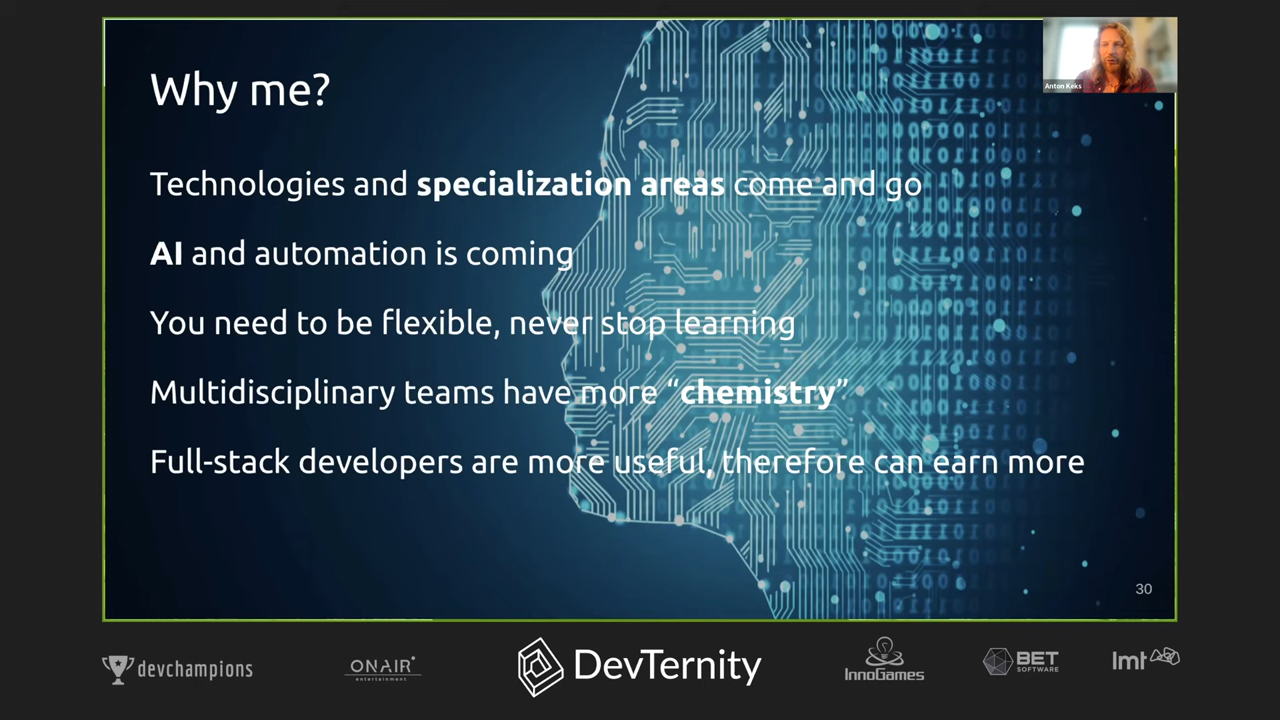 Why me?
Anton Keks
Technologies and specialization areas come and go
AI and automation is coming
You need to be flexible, never stop learning
Multidisciplinary teams have more “chemistry”
Full-stack developers are more useful, therefore can earn more
30
devchampions
ONAIR
entertainment
DevTernity
InnoGames
BET
SOFTWARE
lmt